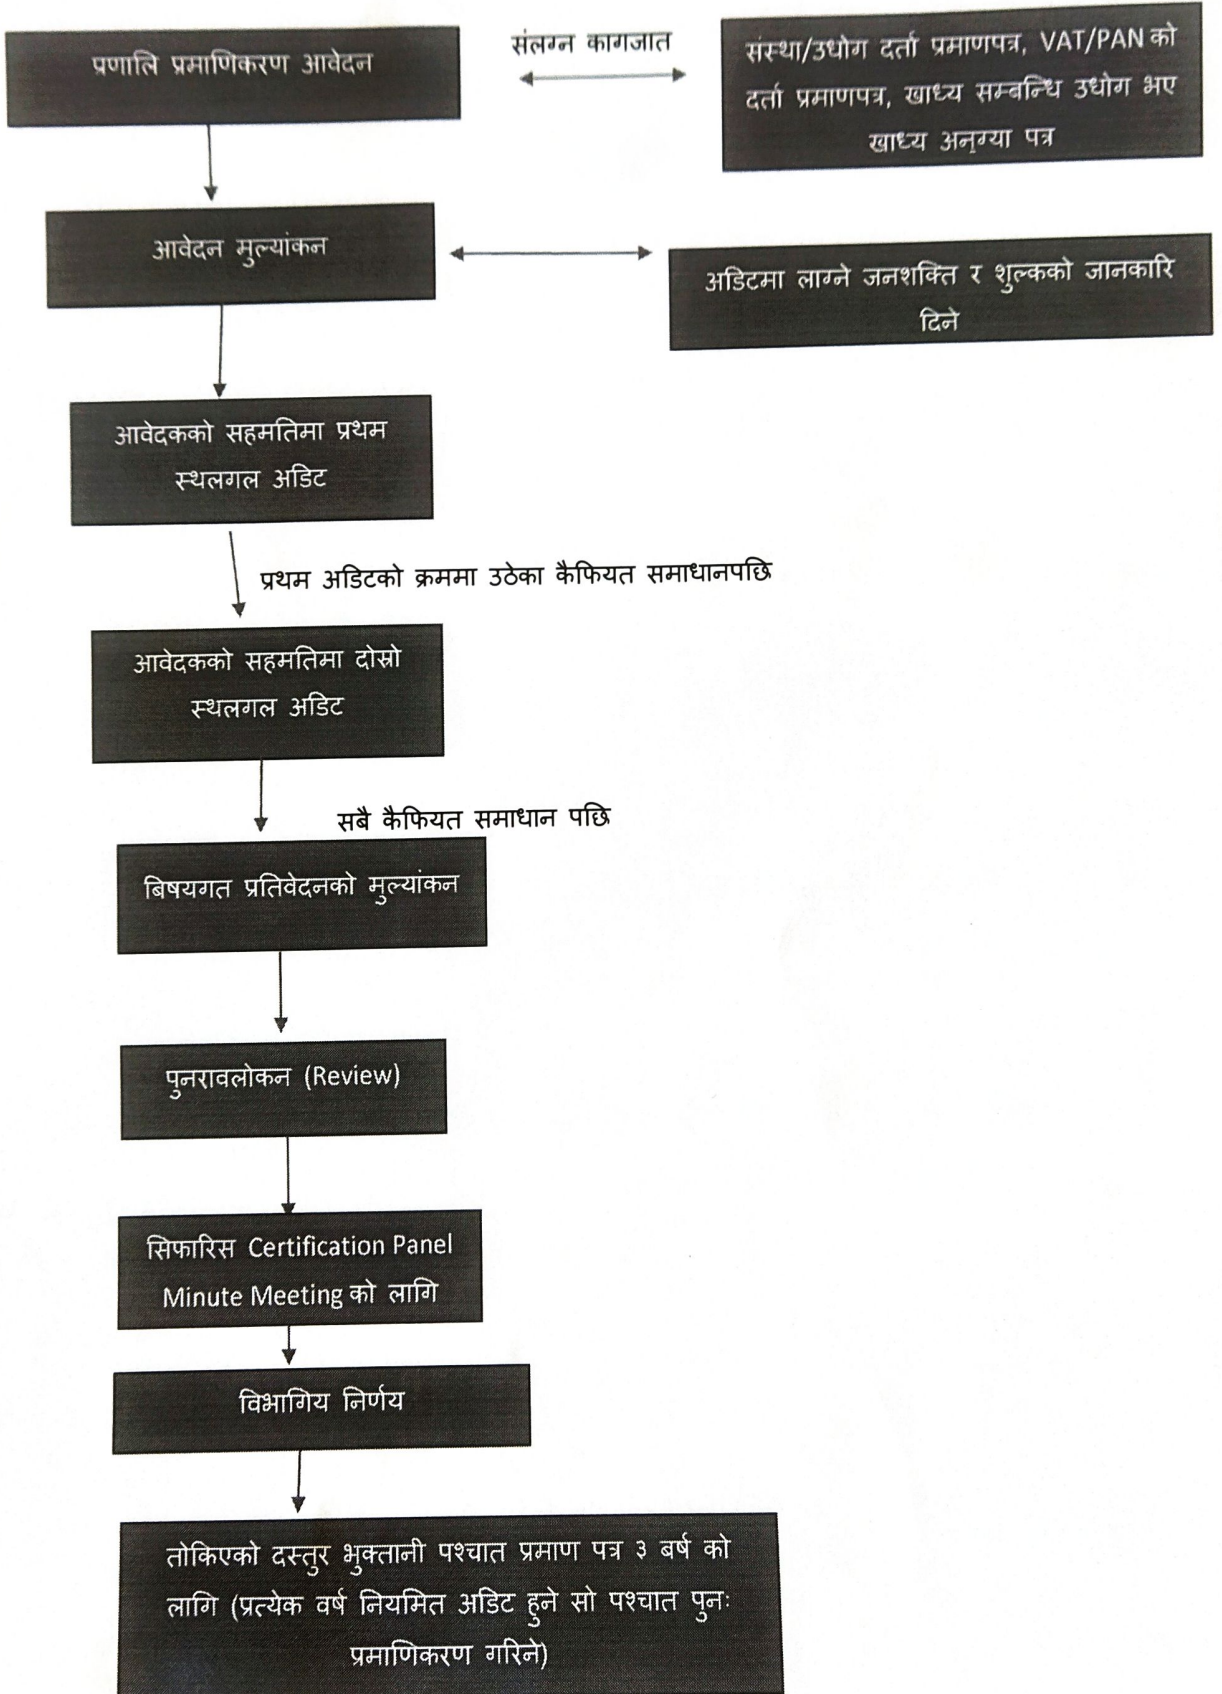 प्रणालि प्रमाणिकरण आवेदन
संलग्न कागजात
संस्था/उधोग दर्ता प्रमाणपत्र, VAT/PAN को
दर्ता प्रमाणपत्र, खाध्य सम्बन्धि उधोग भए
खाध्य अनुग्या पत्र
आवेदन मुल्यांकन
अडिटमा लाग्ने जनशक्ति र शुल्कको जानकारि
दिने
आवेदकको सहमतिमा प्रथम
स्थलगल अडिट
प्रथम अडिटको क्रममा उठेका कैफियत समाधानपछि
आवेदकको सहमतिमा दोस्रो
स्थलगल अडिट
सबै कैफियत समाधान पछि
बिषयगत प्रतिवेदनको मुल्यांकन
पुनरावलोकन (Review)
सिफारिस Certification Panel
Minute Meeting को लागि
विभागिय निर्णय
तोकिएको दस्तुर भुक्तानी पश्चात प्रमाण पत्र ३ बर्ष को
लागि (प्रत्येक वर्ष नियमित अडिट हुने सो पश्चात पुनः
प्रमाणिकरण गरिने)